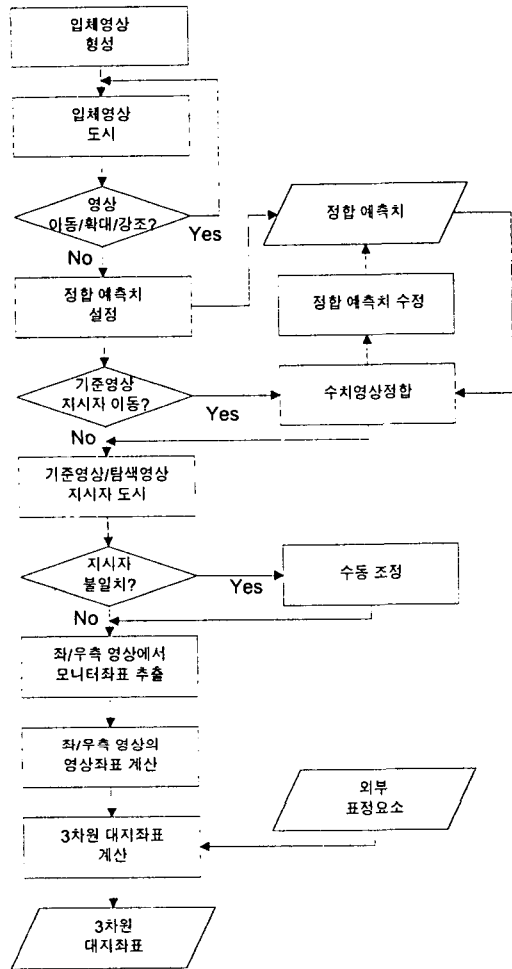 입체영상
형성
입체영상
도시
영상
이동/확대/강조?
Yes
No
정합 예측치
정합 예측치
설정
정합 예측치 수정
기준영상
지시자 이동?
Yes
수치영상정합
No
기준영상/탐색영상
지시자 도시
지시자
불일치?
Yes
수동 조정
No
좌/우측 영상에서
모니터좌표 추출
좌/우측 영상의
영상좌표 계산
외부
표정요소
3차원 대지좌표
계산
3차원
대지좌표